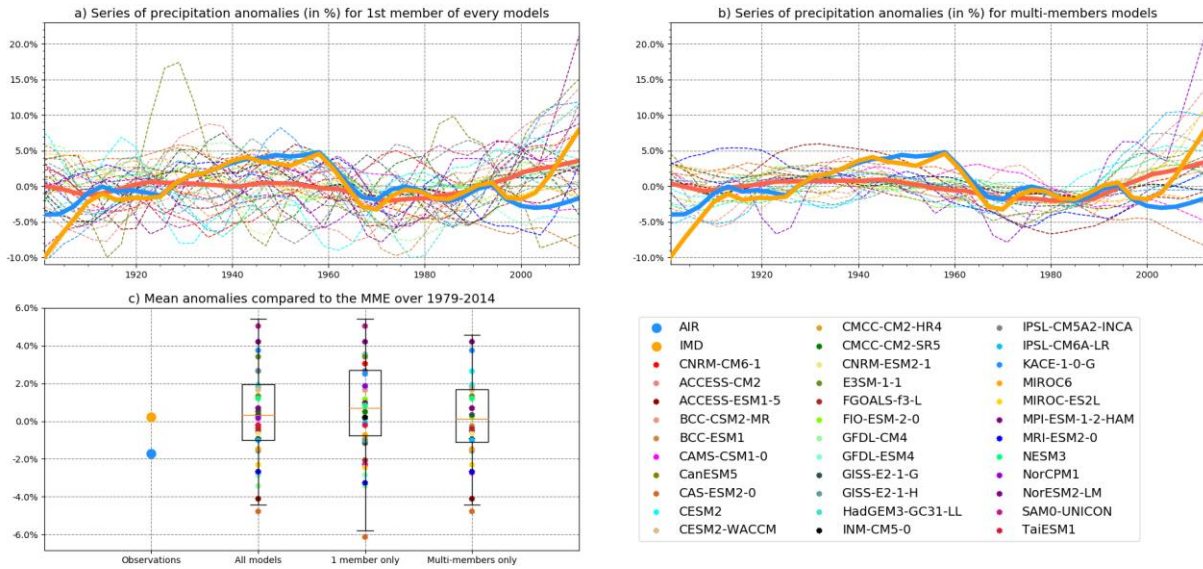 a) Series of precipitation anomalies (in %) for 1st member of every models
20.0%
15.0%
10.0%
5.0%
0.0%
-5.0%
-10.0%
1920
1940
1960
1980
2000
b) Series of precipitation anomalies (in %) for multi-members models
20.0%
15.0%
10.0%
5.0%
0.0%
-5.0%
-10.0%
1920
1940
1960
1980
2000
c) Mean anomalies compared to the MME over 1979-2014
6.0%
4.0%
2.0%
0.0%
-2.0%
-4.0%
-6.0%
Observations
All models
1 member only
Multi-members only
AIR
IMD
CNRM-CM6-1
ACCESS-CM2
ACCESS-ESM1-5
BCC-CSM2-MR
BCC-ESM1
CAMS-CSM1-0
CanESM5
CAS-ESM2-0
CESM2
CESM2-WACCM
CMCC-CM2-HR4
CMCC-CM2-SR5
CNRM-ESM2-1
E3SM-1-1
FGOALS-f3-L
FIO-ESM-2-0
GFDL-CM4
GFDL-ESM4
GISS-E2-1-G
GISS-E2-1-H
HadGEM3-GC31-LL
INM-CM5-0
IPSL-CM5A2-INCA
IPSL-CM6A-LR
KACE-1-0-G
MIROC6
MIROC-ES2L
MPI-ESM-1-2-HAM
MRI-ESM2-0
NESM3
NorCPM1
NorESM2-LM
SAM0-UNICON
TaiESM1